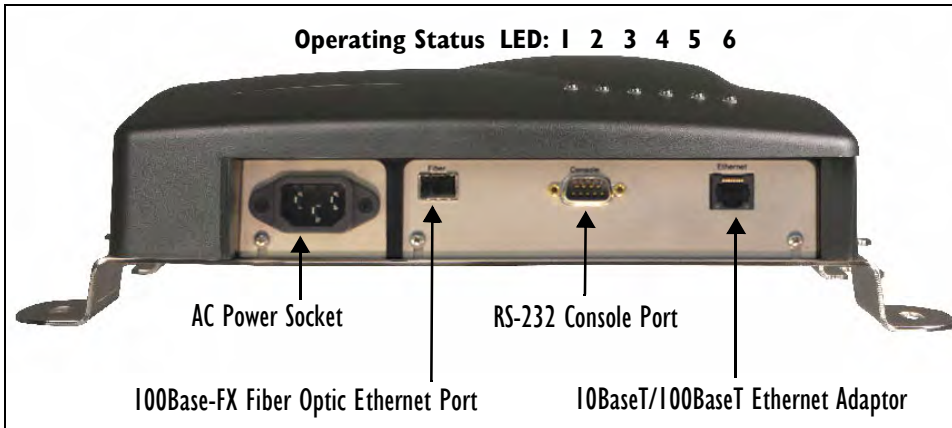 Operating Status LED: 1 2 3 4 5 6
Fiber
Console
Ethernet
AC Power Socket
RS-232 Console Port
100Base-FX Fiber Optic Ethernet Port
10BaseT/100BaseT Ethernet Adaptor